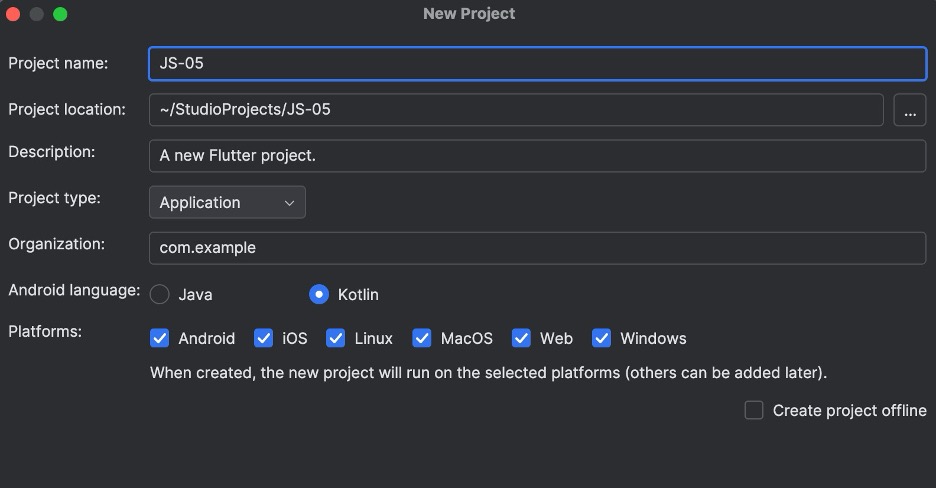 New Project
Project name: JS-05
Project location: ~/StudioProjects/JS-05 ...
Description: A new Flutter project.
Project type: Application
Organization: com.example
Android language: Java Kotlin
Platforms: Android iOS Linux MacOS Web Windows
When created, the new project will run on the selected platforms (others can be added later).
Create project offline